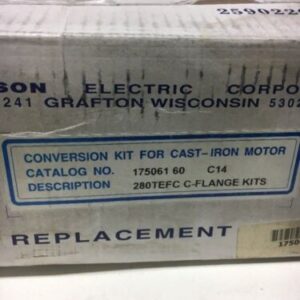 259022
SON ELECTRIC CORPO
241 GRAFTON WISCONSIN 5302
CONVERSION KIT FOR CAST-IRON MOTOR
CATALOG NO. 175061 60 C14
DESCRIPTION 280TEFC C-FLANGE KITS
REPLACEMENT
1750